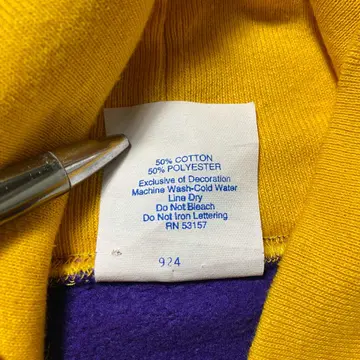 50% COTTON
50% POLYESTER
Exclusive of Decoration
Machine Wash-Cold Water
Line Dry
Do Not Bleach
Do Not Iron Lettering
RN 53157
924